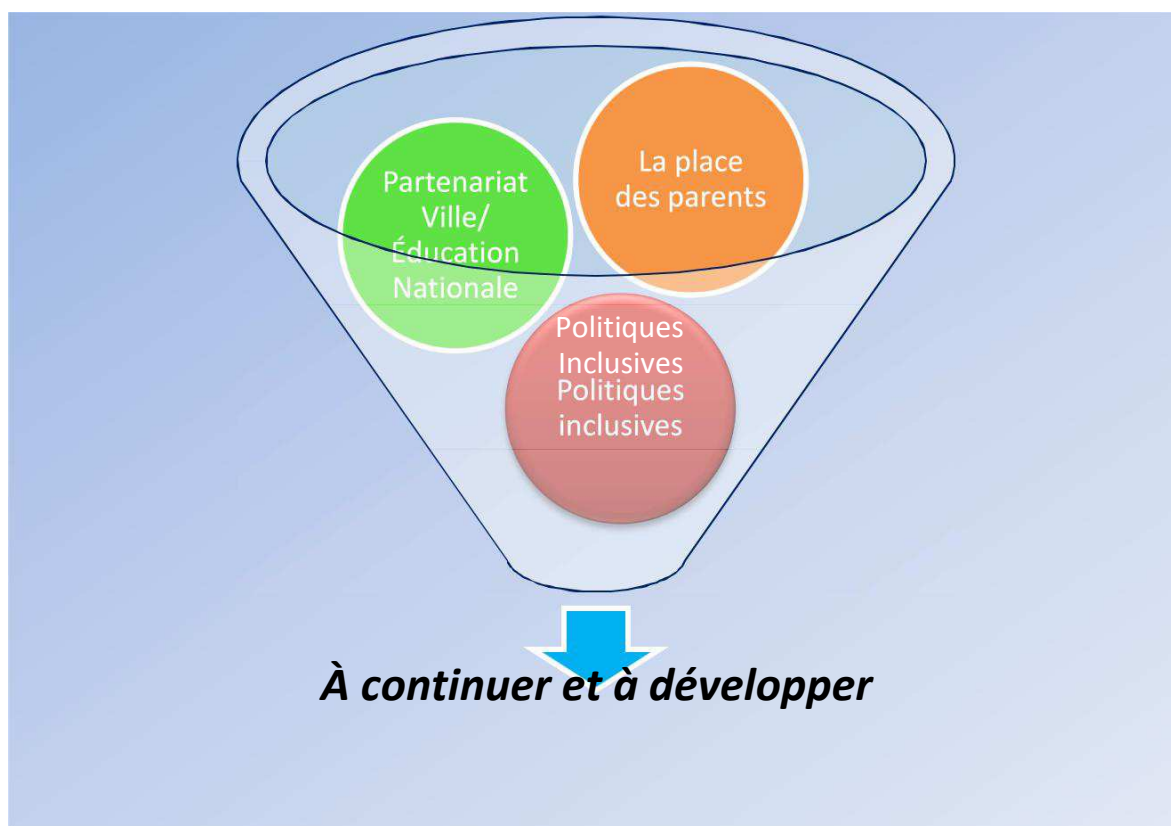 Partenariat
Ville/
Éducation
Nationale
La place
des parents
Politiques
Inclusives
Politiques
inclusives
À continuer et à développer